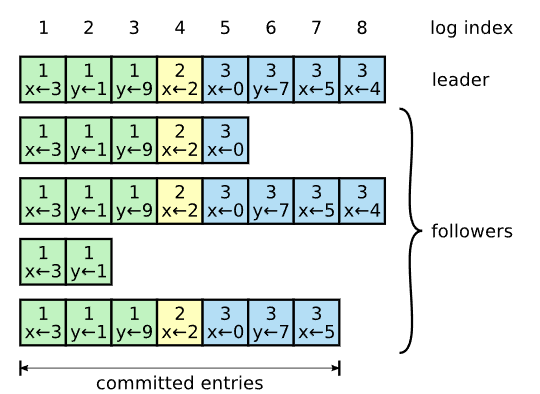 1 2 3 4 5 6 7 8 log index
1 1 1 2 3 3 3 3
x←3 y←1 y←9 x←2 x←0 y←7 x←5 x←4
leader
1 1 1 2 3
x←3 y←1 y←9 x←2 x←0
1 1 1 2 3 3 3 3
x←3 y←1 y←9 x←2 x←0 y←7 x←5 x←4
followers
1 1
x←3 y←1
1 1 1 2 3 3 3
x←3 y←1 y←9 x←2 x←0 y←7 x←5
committed entries